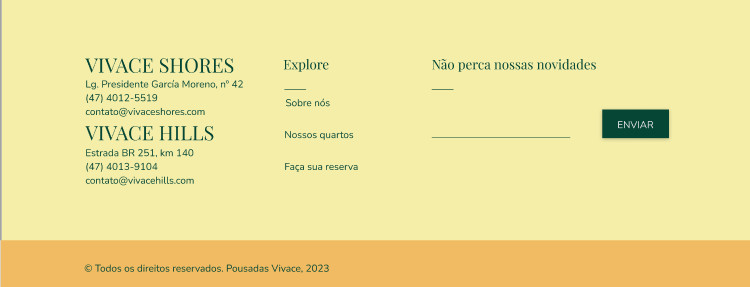 VIVACE SHORES
Lg. Presidente García Moreno, nº 42
(47) 4012-5519
contato@vivaceshores.com
VIVACE HILLS
Estrada BR 251, km 140
(47) 4013-9104
contato@vivacehills.com
Explore
Sobre nós
Nossos quartos
Faça sua reserva
Não perca nossas novidades
ENVIAR
© Todos os direitos reservados. Pousadas Vivace, 2023